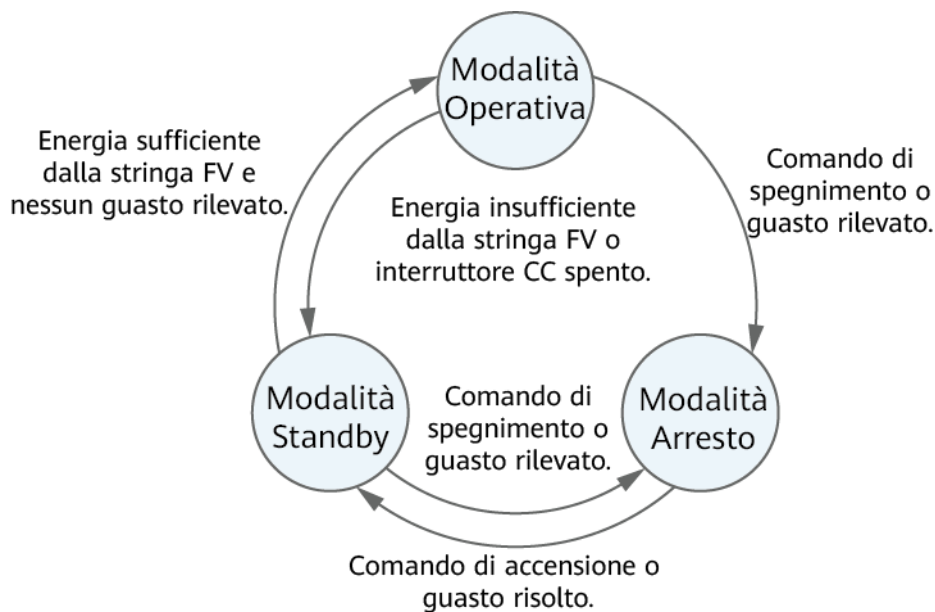 Modalità
Operativa
Energia sufficiente
dalla stringa FV e
nessun guasto rilevato.
Comando di
spegnimento o
guasto rilevato.
Energia insufficiente
dalla stringa FV o
interruttore CC spento.
Modalità
Standby
Comando di
spegnimento o
guasto rilevato.
Modalità
Arresto
Comando di accensione o
guasto risolto.